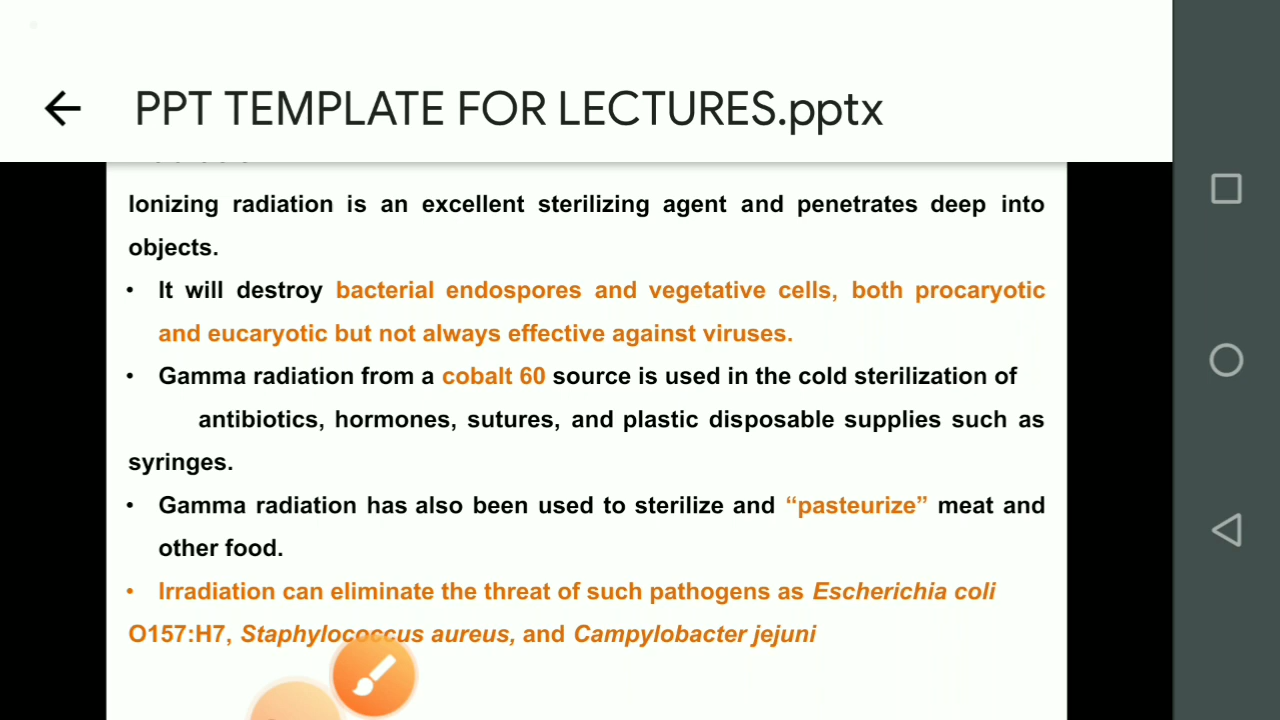 PPT TEMPLATE FOR LECTURES.pptx
Ionizing radiation is an excellent sterilizing agent and penetrates deep into
objects.
• It will destroy bacterial endospores and vegetative cells, both procaryotic
and eucaryotic but not always effective against viruses.
• Gamma radiation from a cobalt 60 source is used in the cold sterilization of
antibiotics, hormones, sutures, and plastic disposable supplies such as
syringes.
• Gamma radiation has also been used to sterilize and “pasteurize” meat and
other food.
• Irradiation can eliminate the threat of such pathogens as Escherichia coli
O157:H7, Staphylococcus aureus, and Campylobacter jejuni